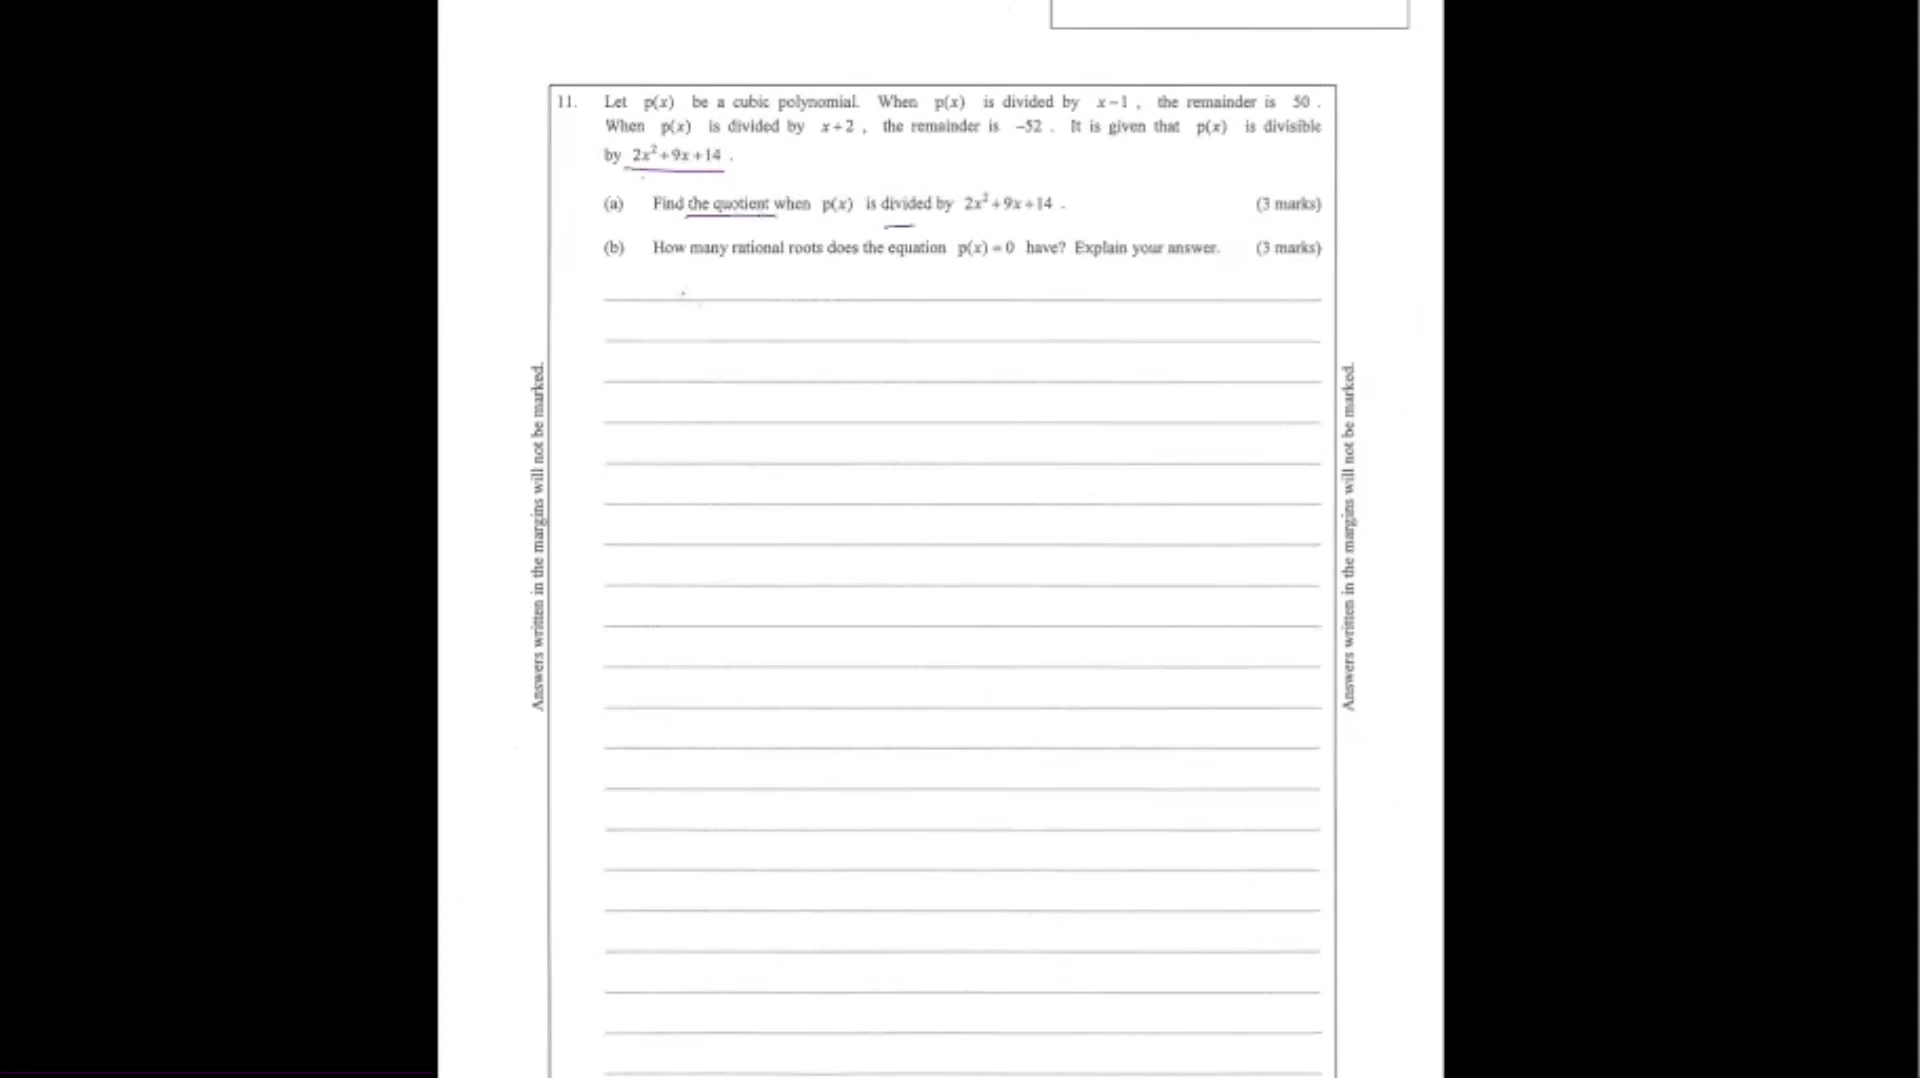 11. Let p(x) be a cubic polynomial. When p(x) is divided by x−1 , the remainder is 50 .
When p(x) is divided by x+2 , the remainder is −52 . It is given that p(x) is divisible
by 2x²+9x+14 .
(a) Find the quotient when p(x) is divided by 2x²+9x+14 . (3 marks)
(b) How many rational roots does the equation p(x)=0 have? Explain your answer. (3 marks)
Answers written in the margins will not be marked.
Answers written in the margins will not be marked.